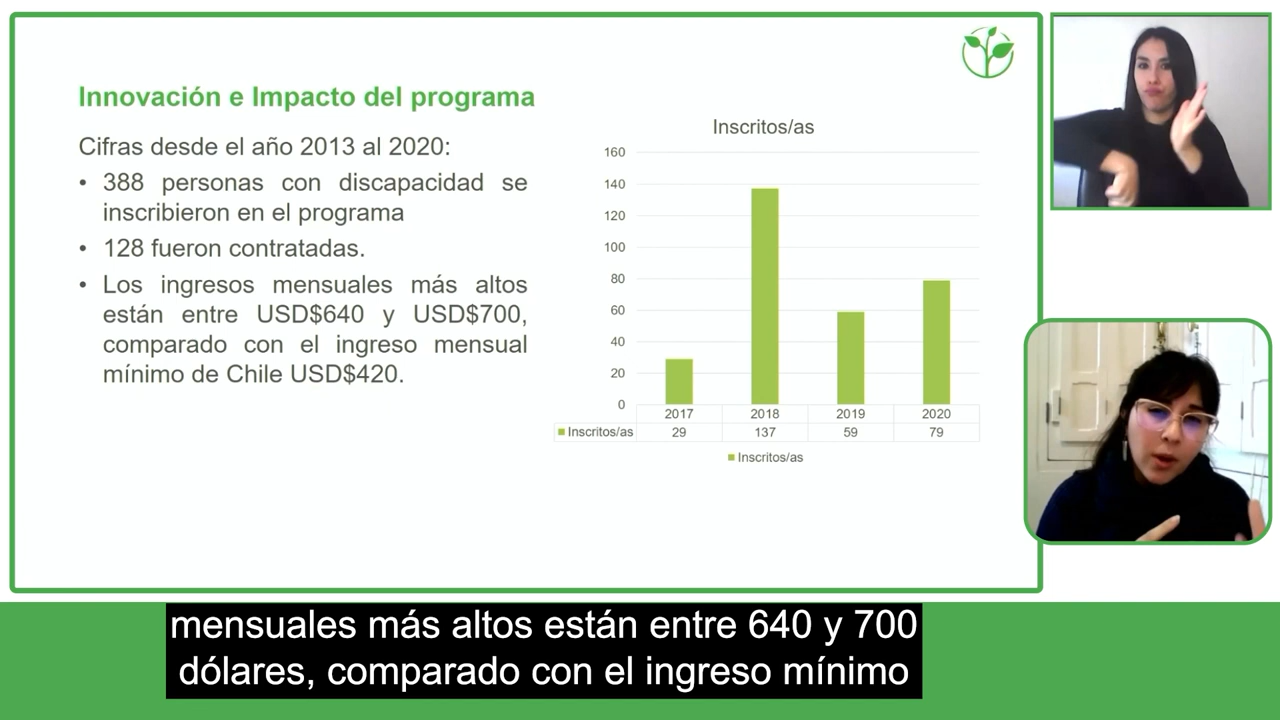 Innovación e Impacto del programa
Cifras desde el año 2013 al 2020:
• 388 personas con discapacidad se
inscribieron en el programa
• 128 fueron contratadas.
• Los ingresos mensuales más altos
están entre USD$640 y USD$700,
comparado con el ingreso mensual
mínimo de Chile USD$420.
Inscritos/as
160
140
120
100
80
60
40
20
0
2017 2018 2019 2020
Inscritos/as 29 137 59 79
Inscritos/as
mensuales más altos están entre 640 y 700
dólares, comparado con el ingreso mínimo